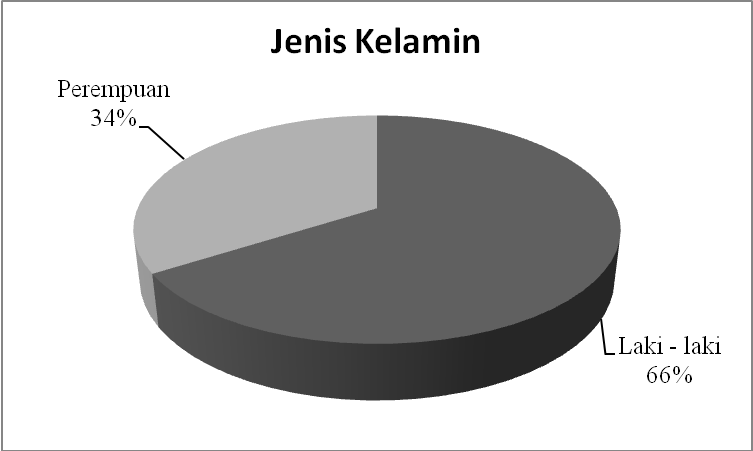 Jenis Kelamin
Perempuan
34%
Laki - laki
66%